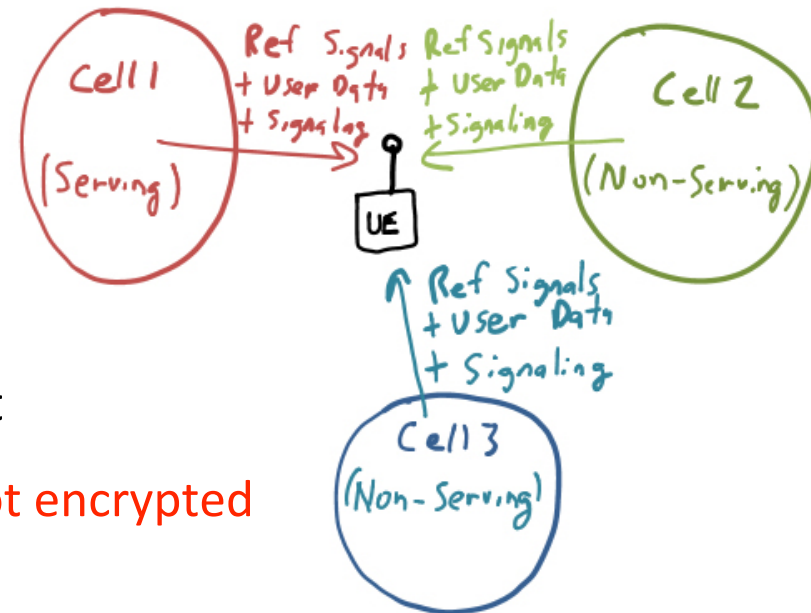 Cell 1
(Serving)
Ref Signals
+ User Data
+ Signalng
Ref Signals
+ User Data
+ Signaling
Cell 2
(Non-Serving)
UE
Ref Signals
+ User Data
+ Signaling
Cell 3
(Non-Serving)
encrypted